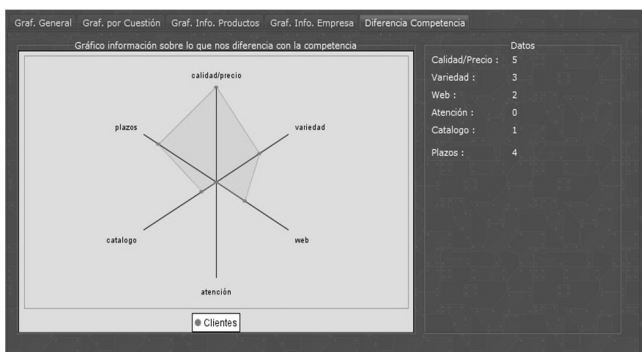 Graf. General Graf. por Cuestión Graf. Info. Productos Graf. Info. Empresa Diferencia Competencia
Gráfico información sobre lo que nos diferencia con la competencia
calidad/precio
plazos
variedad
catalogo
web
atención
Clientes
Datos
Calidad/Precio : 5
Variedad : 3
Web : 2
Atención : 0
Catalogo : 1
Plazos : 4